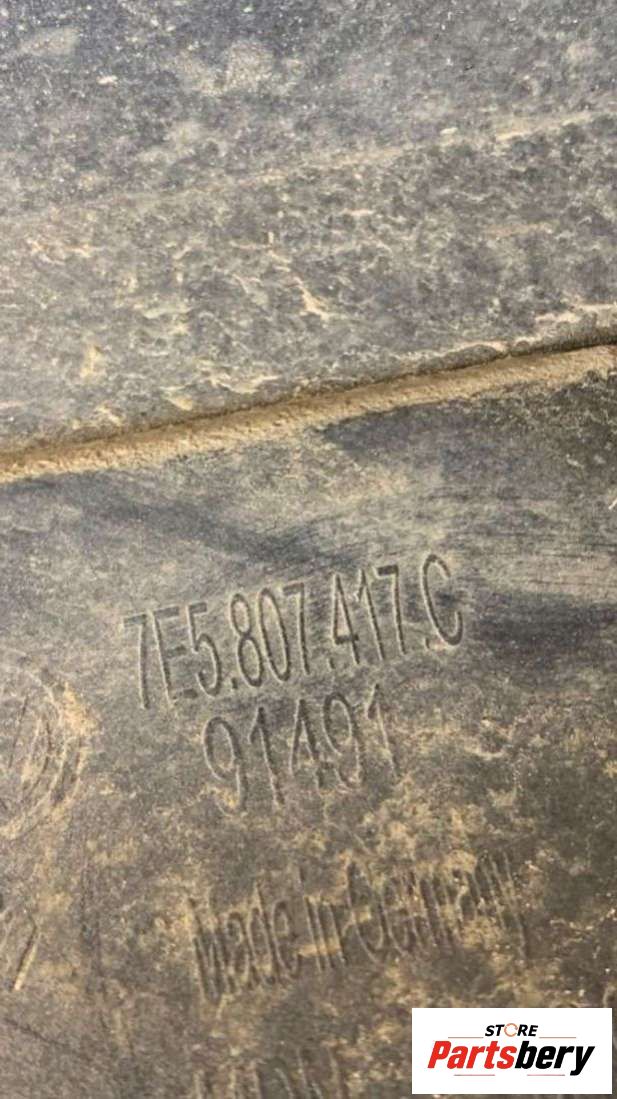 7E5.807.417.C
91491
Made in Germany
STORE
Partsbery